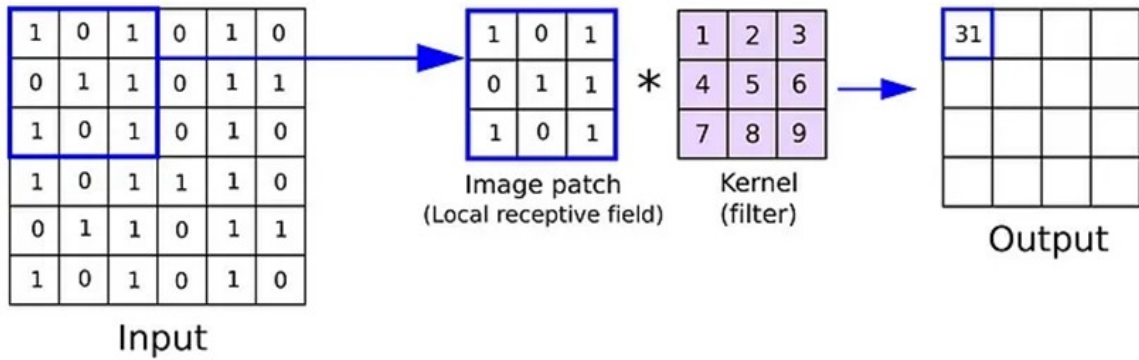 1 0 1 0 1 0
0 1 1 0 1 1
1 0 1 0 1 0
1 0 1 1 1 0
0 1 1 0 1 1
1 0 1 0 1 0
Input
1 0 1
0 1 1
1 0 1
Image patch
(Local receptive field)
*
1 2 3
4 5 6
7 8 9
Kernel
(filter)
31
Output